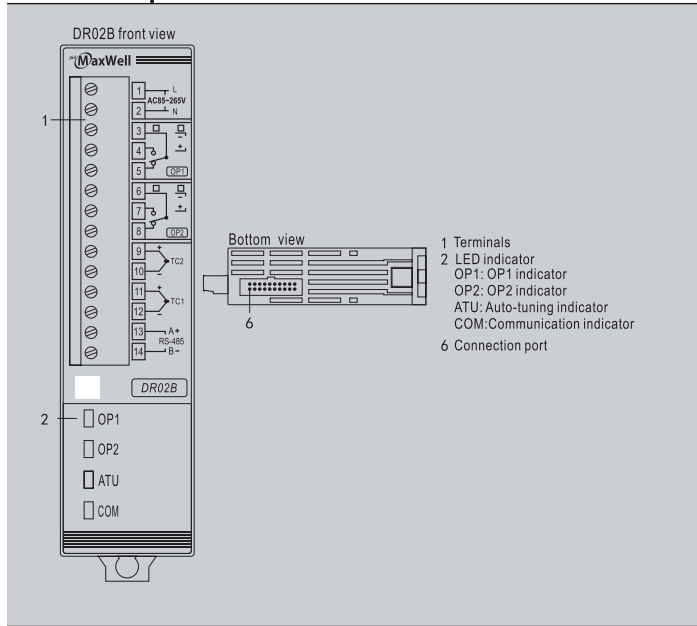 DR02B front view
MaxWell
1 L
AC85~265V
2 N
3
4
5 OP1
6
7
8 OP2
9 +
TC2
10 −
11 +
TC1
12 −
13 A+
RS-485
14 B−
DR02B
1
2
OP1
OP2
ATU
COM
Bottom view
6
1 Terminals
2 LED indicator
OP1: OP1 indicator
OP2: OP2 indicator
ATU: Auto-tuning indicator
COM:Communication indicator
6 Connection port